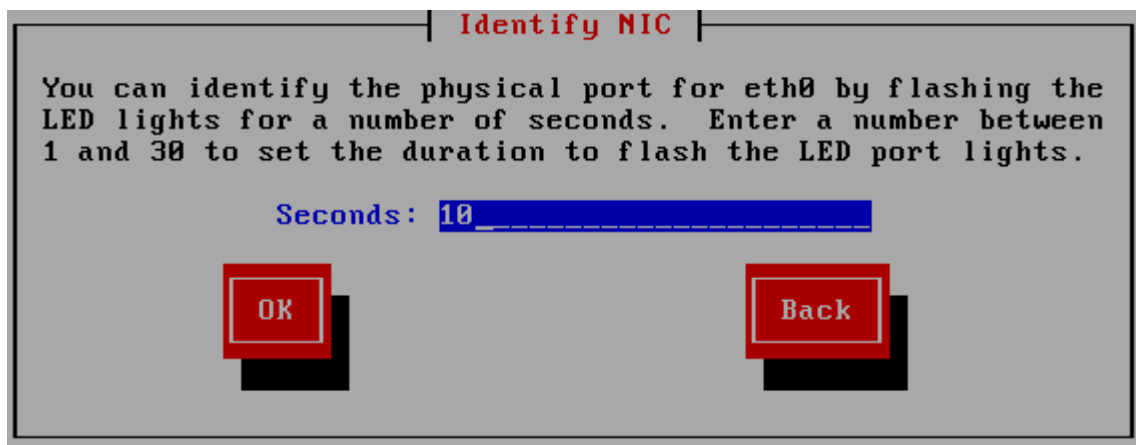 Identify NIC
You can identify the physical port for eth0 by flashing the
LED lights for a number of seconds.  Enter a number between
1 and 30 to set the duration to flash the LED port lights.
Seconds: 10
OK Back